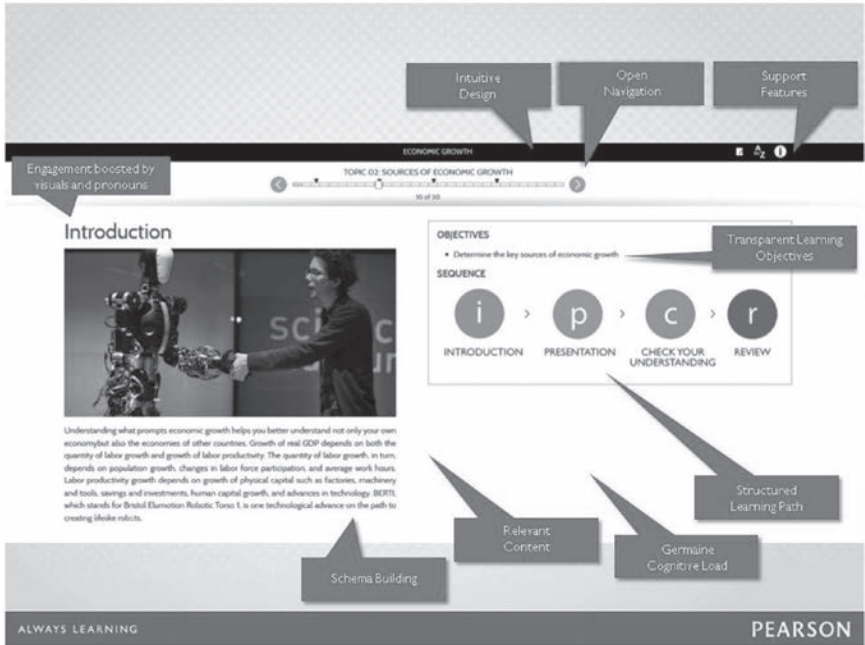 Intuitive
Design
Open
Navigation
Support
Features
ECONOMIC GROWTH
A
Z
i
Engagement boosted by
visuals and pronouns
TOPIC 02: SOURCES OF ECONOMIC GROWTH
10 of 30
Introduction
Understanding what prompts economic growth helps you better understand not only your own
economybut also the economies of other countries. Growth of real GDP depends on both the
quantity of labor growth and growth of labor productivity. The quantity of labor growth, in turn,
depends on population growth, changes in labor force participation, and average work hours.
Labor productivity growth depends on growth of physical capital such as factories, machinery
and tools, savings and investments, human capital growth, and advances in technology. BERTI,
which stands for Bristol Elumotion Robotic Torso 1, is one technological advance on the path to
creating lifelike robots.
OBJECTIVES
• Determine the key sources of economic growth
Transparent Learning
Objectives
SEQUENCE
i > p > c > r
INTRODUCTION PRESENTATION CHECK YOUR UNDERSTANDING REVIEW
Structured
Learning Path
Relevant
Content
Germaine
Cognitive Load
Schema Building
ALWAYS LEARNING
PEARSON